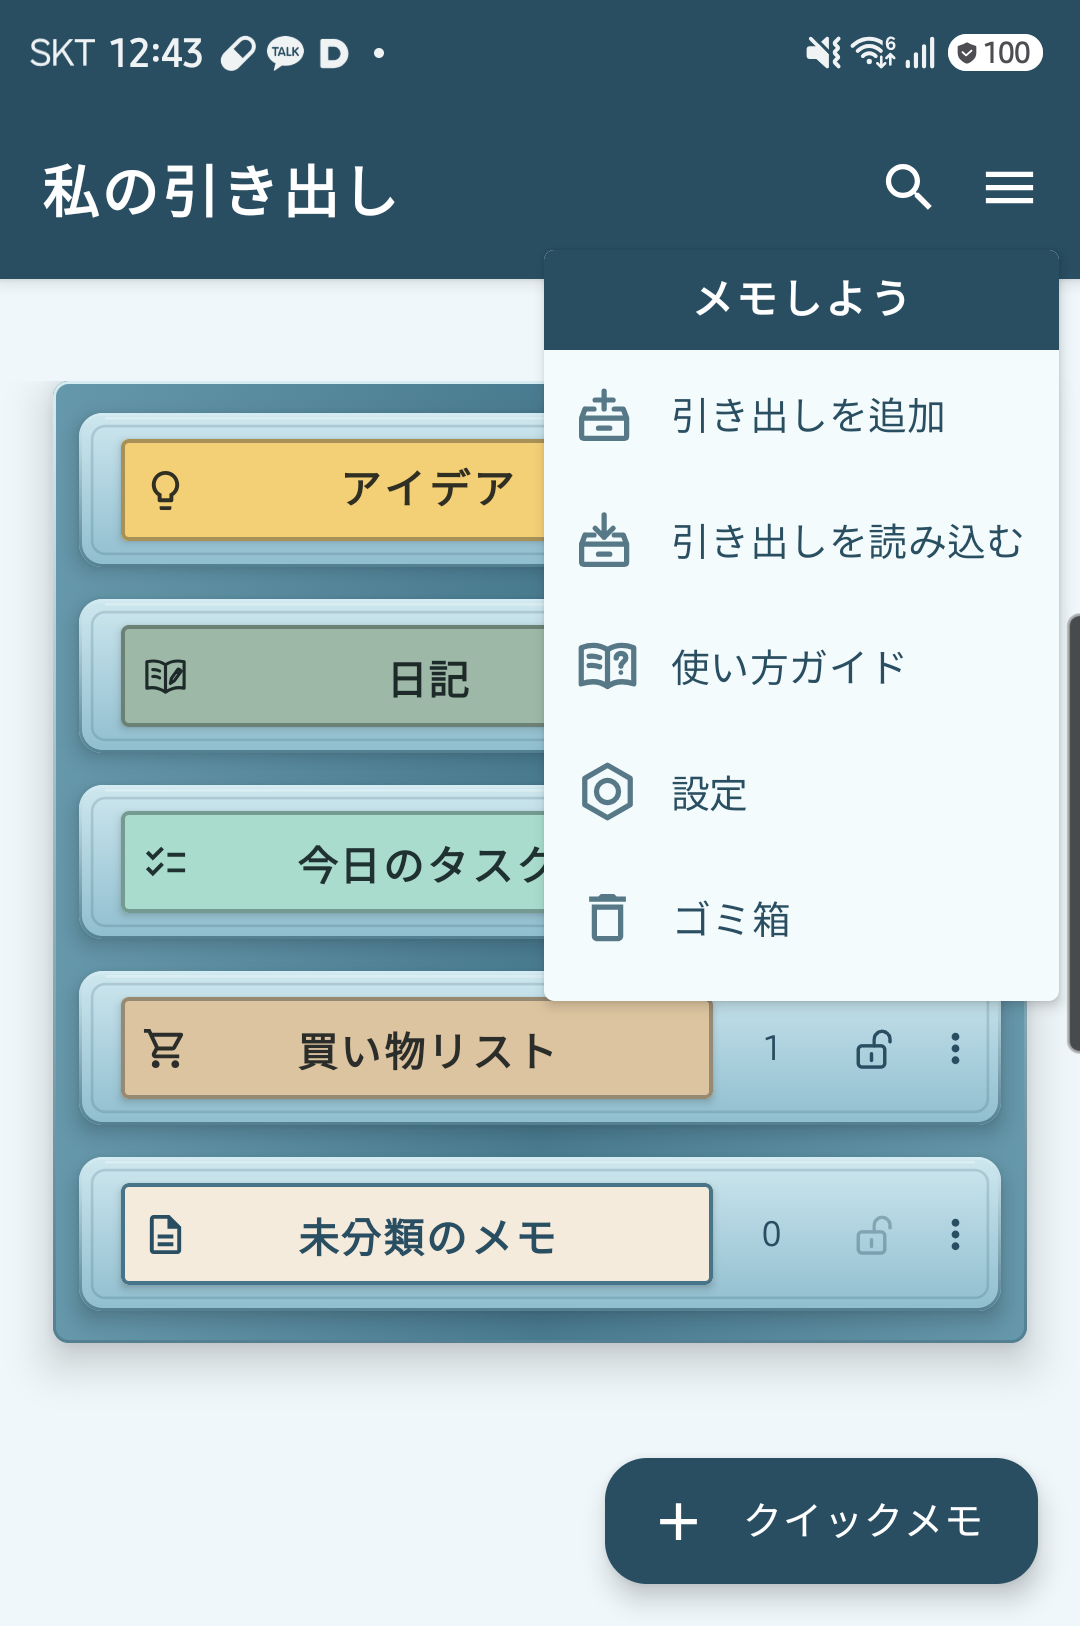 SKT 12:43 TALK D 6 100
私の引き出し
メモしよう
引き出しを追加
引き出しを読み込む
使い方ガイド
設定
ゴミ箱
アイデア
日記
今日のタスク
買い物リスト 1
未分類のメモ 0
+ クイックメモ